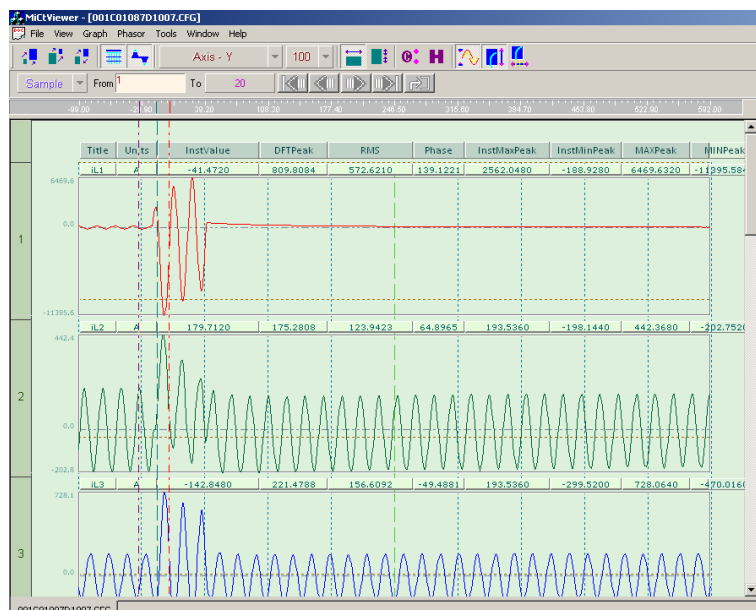 MiCtViewer - [001C01087D1007.CFG]
File View Graph Phasor Tools Window Help
Axis - Y 100
Sample From 1 To 20
-99.00 -29.90 39.20 108.30 177.40 246.50 315.60 384.70 453.80 522.90 592.00
Title Units InstValue DFTPeak RMS Phase InstMaxPeak InstMinPeak MAXPeak MINPeak
iL1 A -41.4720 809.8084 572.6210 139.1221 2562.0480 -188.9280 6469.6320 -11395.584
6469.6
0.0
1
-11395.6
iL2 A 179.7120 175.2808 123.9423 64.8965 193.5360 -198.1440 442.3680 -202.7520
442.4
2
0.0
-202.8
iL3 A -142.8480 221.4788 156.6092 -49.4881 193.5360 -299.5200 728.0640 -470.0160
728.1
3
0.0
001C01087D1007.CFG